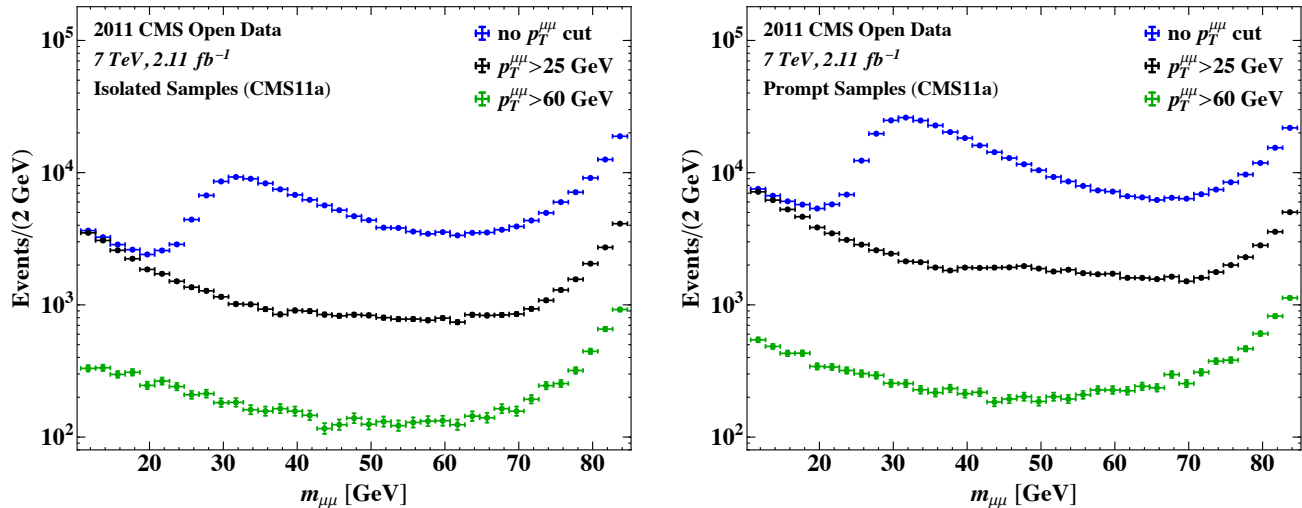 2011 CMS Open Data
7 TeV, 2.11 fb⁻¹
Isolated Samples (CMS11a)
no p_T^{μμ} cut
p_T^{μμ}>25 GeV
p_T^{μμ}>60 GeV
Events/(2 GeV)
10⁵
10⁴
10³
10²
20 30 40 50 60 70 80
m_{μμ} [GeV]
2011 CMS Open Data
7 TeV, 2.11 fb⁻¹
Prompt Samples (CMS11a)
no p_T^{μμ} cut
p_T^{μμ}>25 GeV
p_T^{μμ}>60 GeV
Events/(2 GeV)
10⁵
10⁴
10³
10²
20 30 40 50 60 70 80
m_{μμ} [GeV]